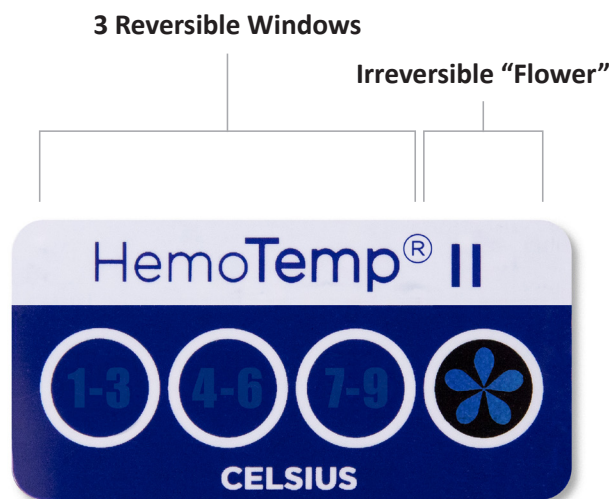 3 Reversible Windows
Irreversible “Flower”
HemoTemp® II
1-3 4-6 7-9
CELSIUS